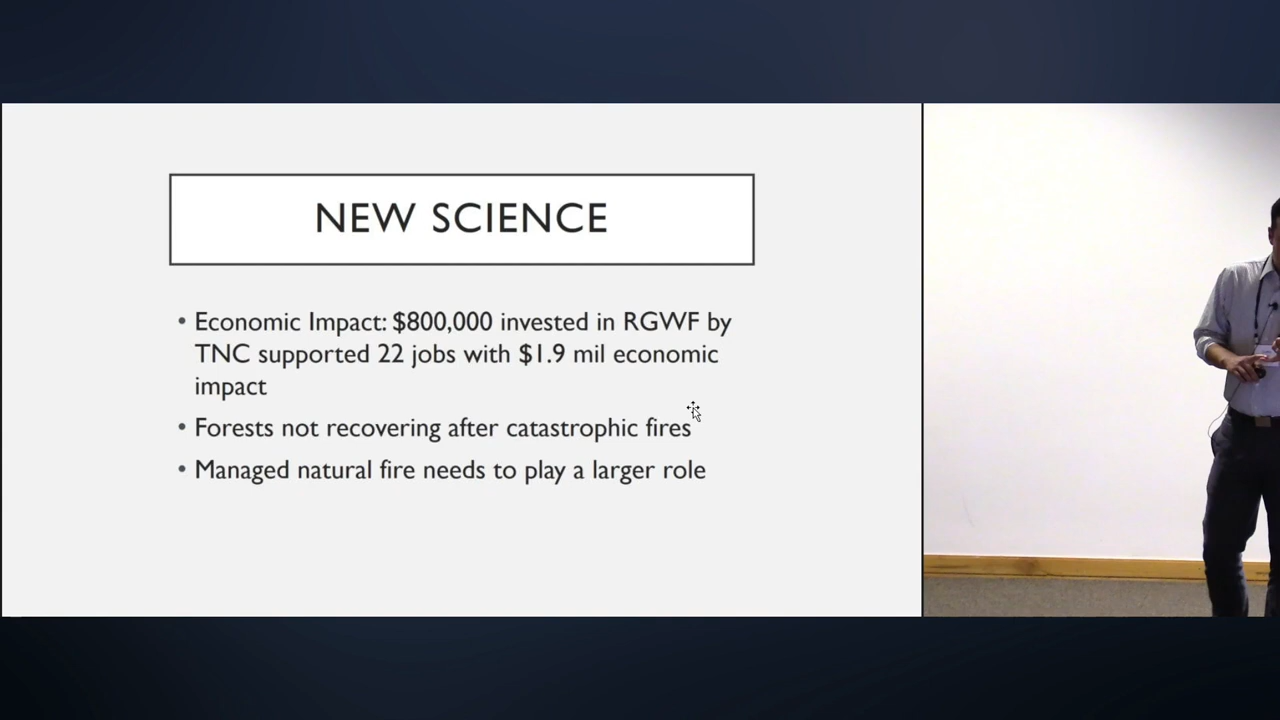 NEW SCIENCE
• Economic Impact: $800,000 invested in RGWF by
TNC supported 22 jobs with $1.9 mil economic
impact
• Forests not recovering after catastrophic fires
• Managed natural fire needs to play a larger role